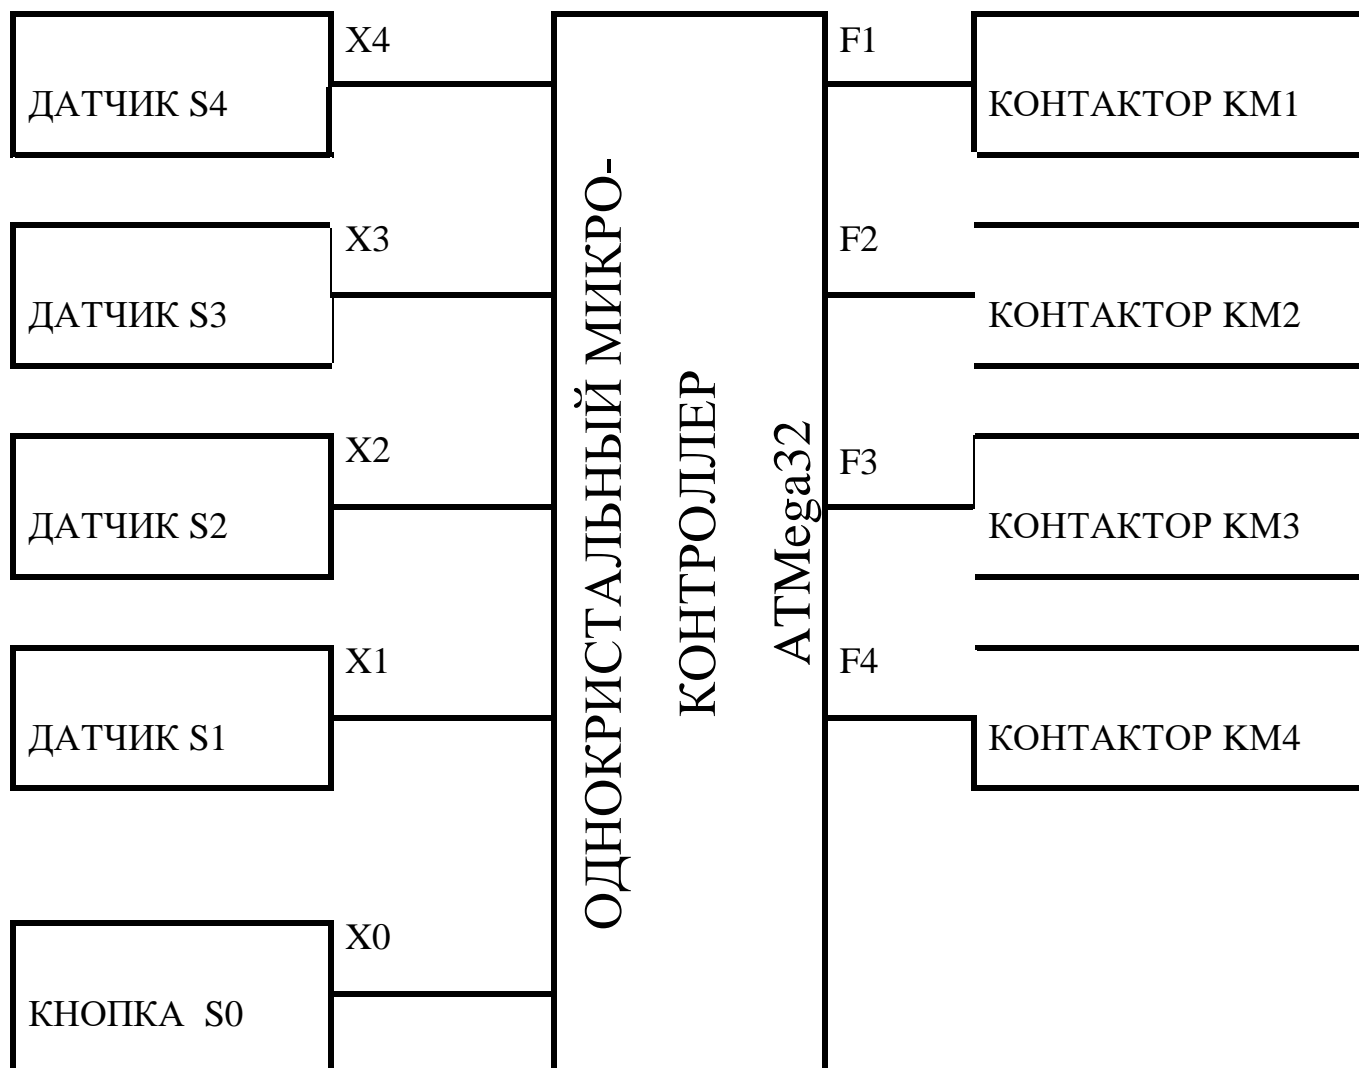 X4
F1
ДАТЧИК S4
КОНТАКТОР КМ1
X3
F2
ДАТЧИК S3
КОНТАКТОР КМ2
X2
F3
ДАТЧИК S2
КОНТАКТОР КМ3
X1
F4
ДАТЧИК S1
КОНТАКТОР КМ4
X0
КНОПКА S0
ОДНОКРИСТАЛЬНЫЙ МИКРО-
КОНТРОЛЛЕР
ATMega32